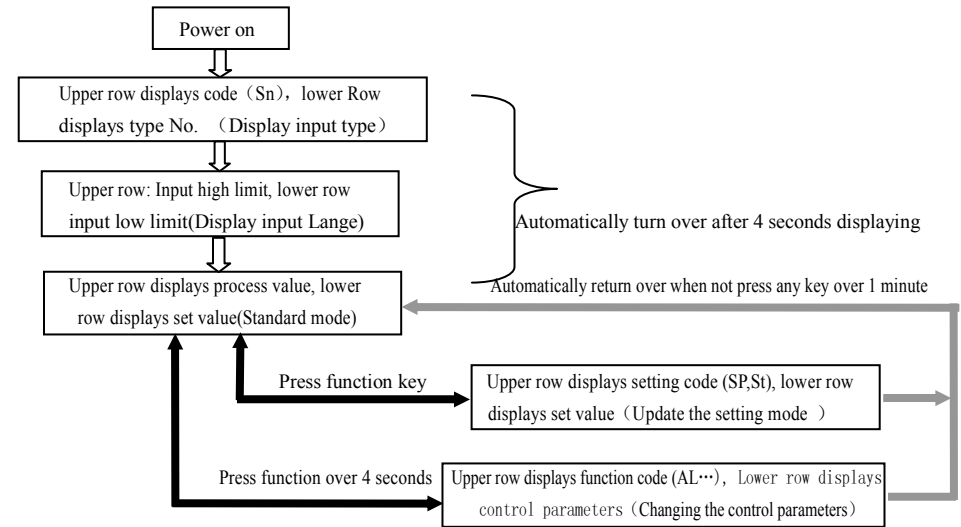 Power on
Upper row displays code（Sn），lower Row
displays type No. （Display input type）
Upper row: Input high limit, lower row
input low limit(Display input Lange)
Automatically turn over after 4 seconds displaying
Upper row displays process value, lower
row displays set value(Standard mode)
Automatically return over when not press any key over 1 minute
Press function key
Upper row displays setting code (SP,St), lower row
displays set value（Update the setting mode ）
Press function over 4 seconds
Upper row displays function code (AL⋯), Lower row displays
control parameters（Changing the control parameters）